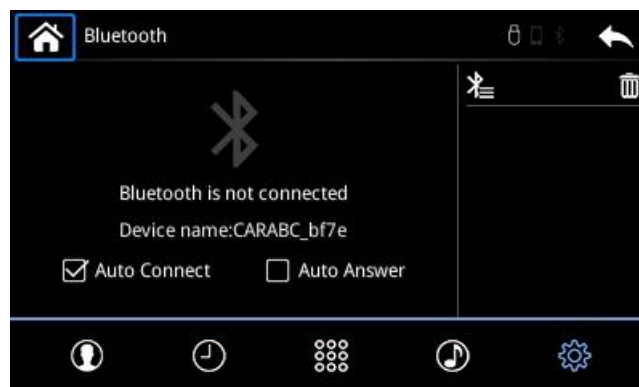 Bluetooth
Bluetooth is not connected
Device name:CARABC_bf7e
Auto Connect
Auto Answer